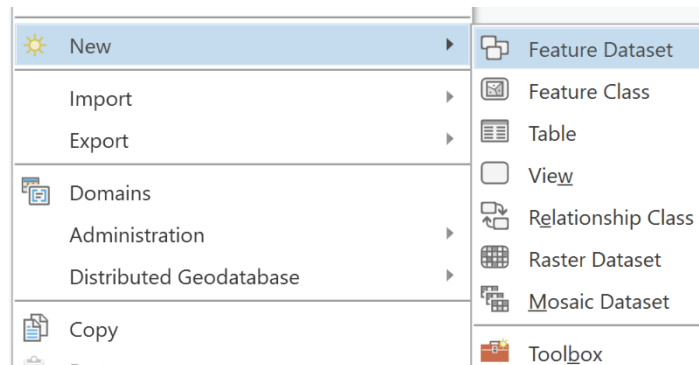 New
Import
Export
Domains
Administration
Distributed Geodatabase
Copy
Feature Dataset
Feature Class
Table
View
Relationship Class
Raster Dataset
Mosaic Dataset
Toolbox